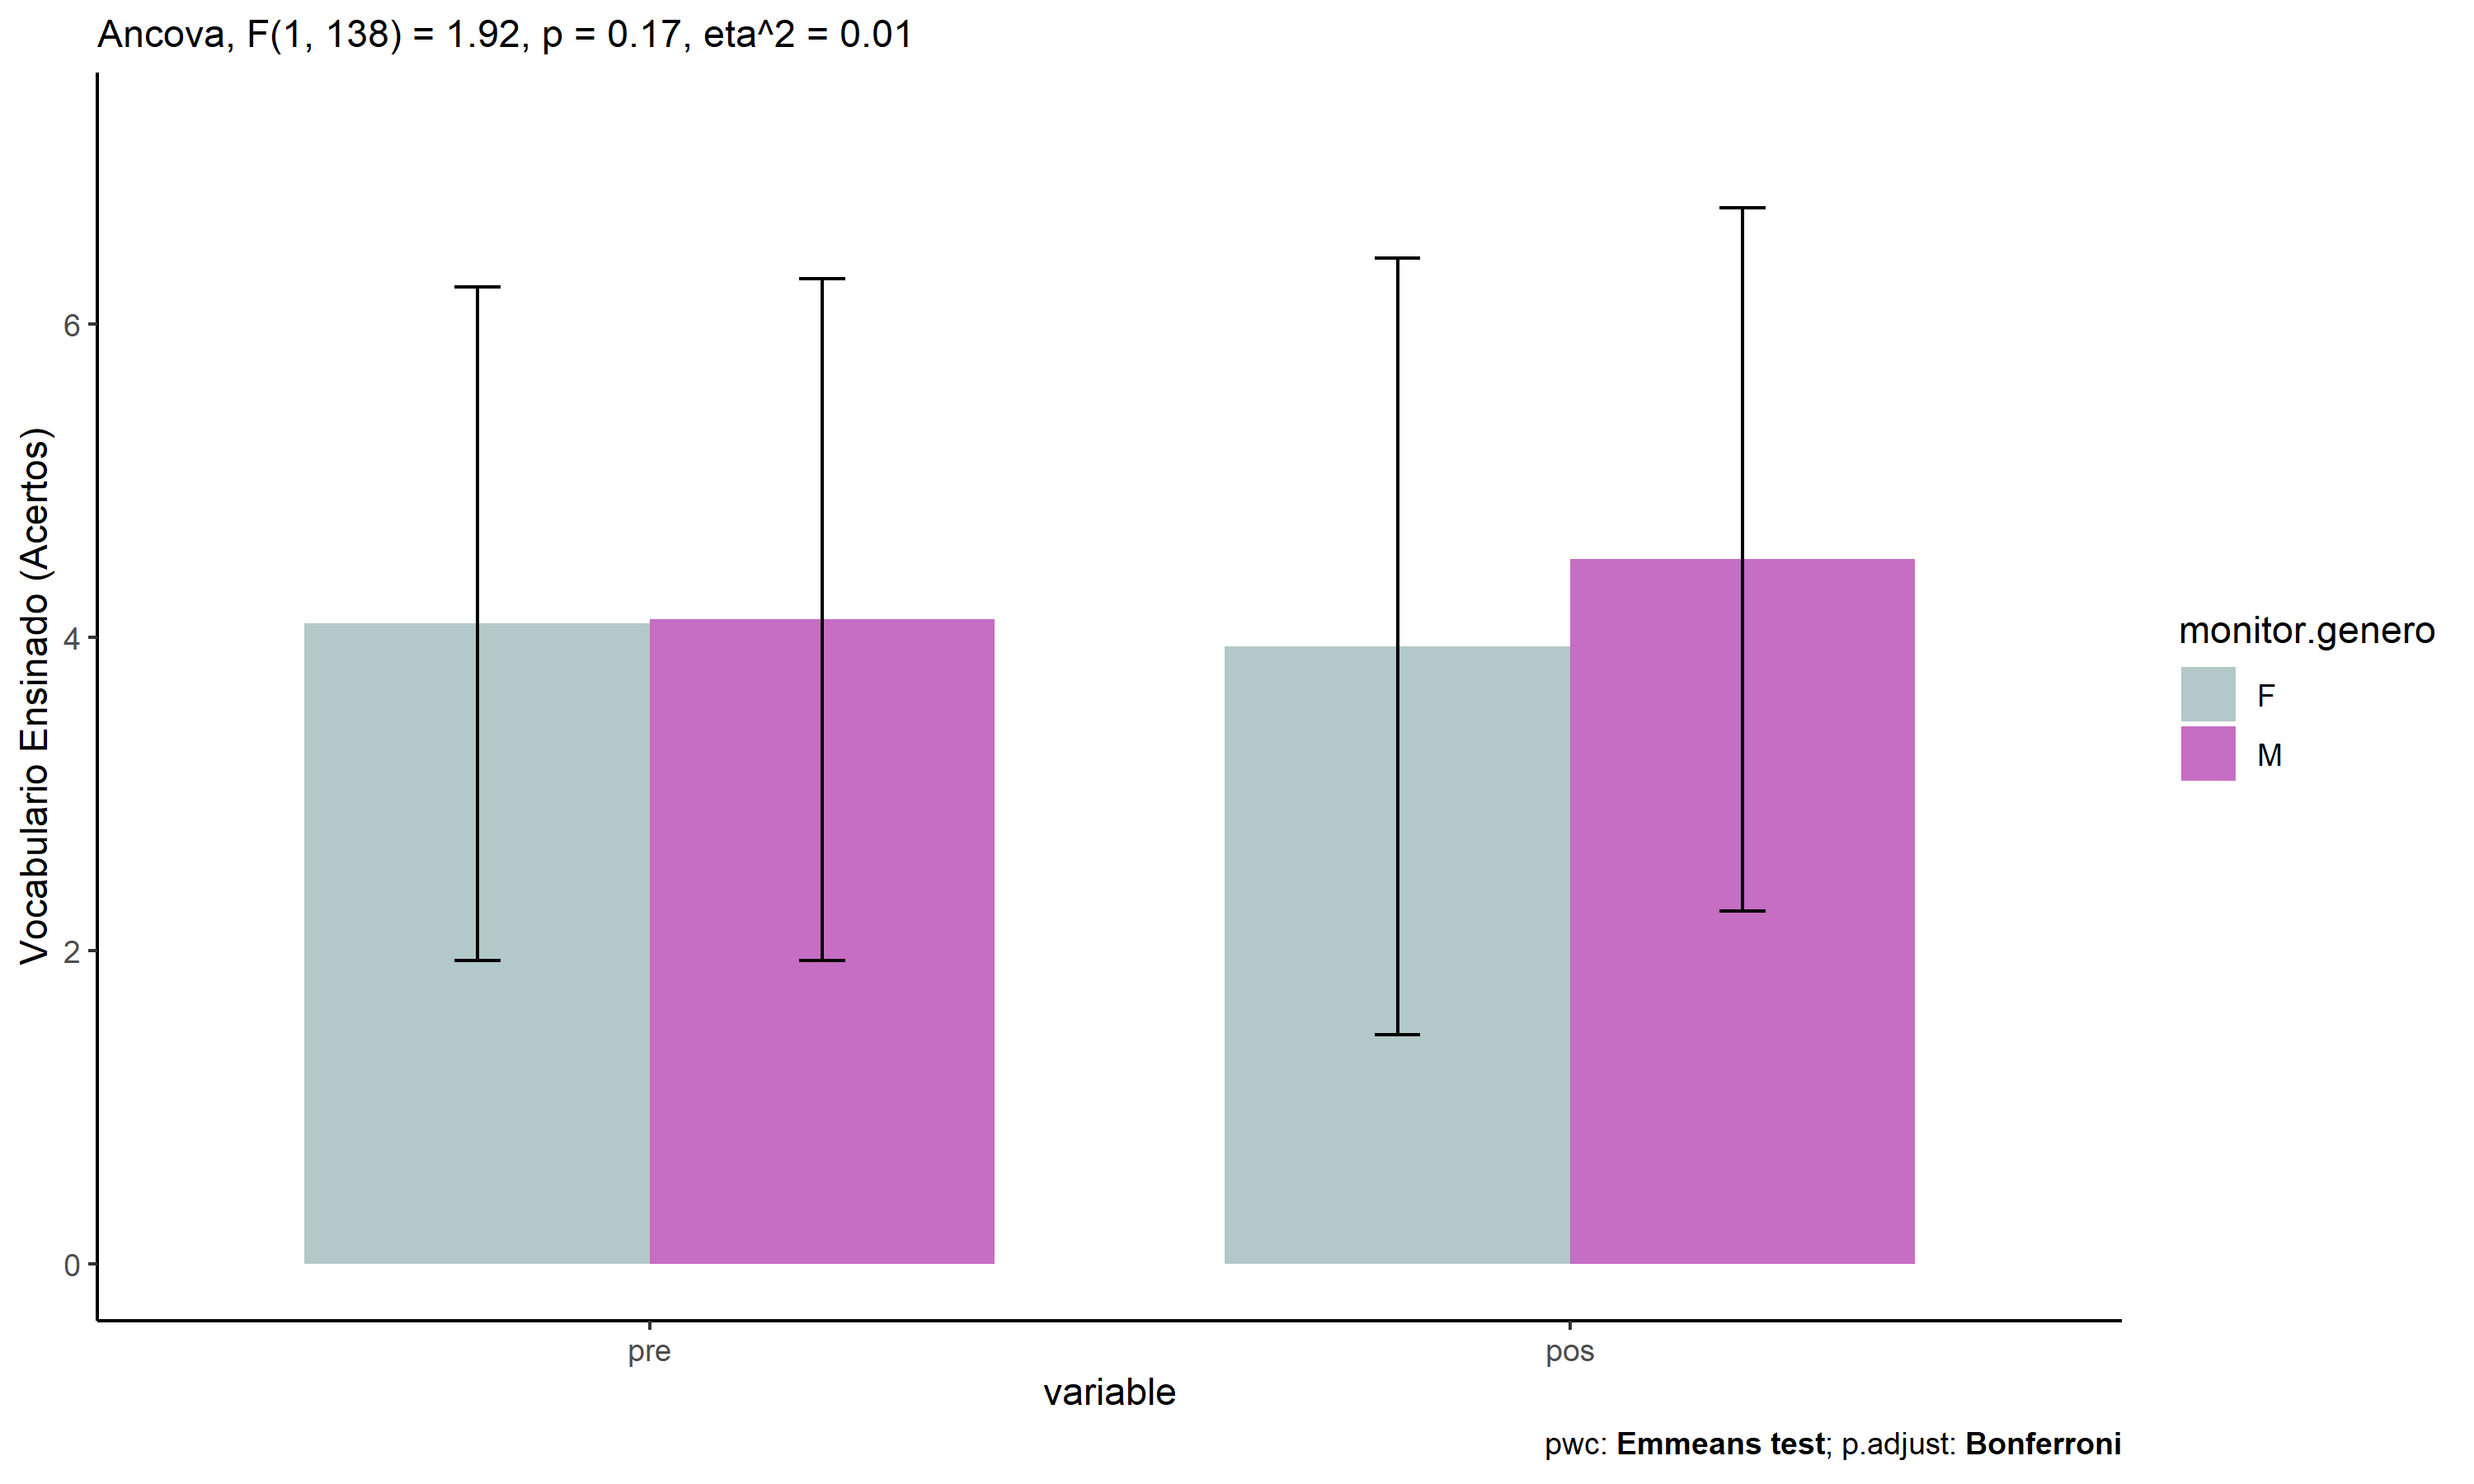 Ancova, F(1, 138) = 1.92, p = 0.17, eta^2 = 0.01
Vocabulario Ensinado (Acertos)
6
4
2
0
pre
pos
variable
monitor.genero
F
M
pwc: Emmeans test; p.adjust: Bonferroni